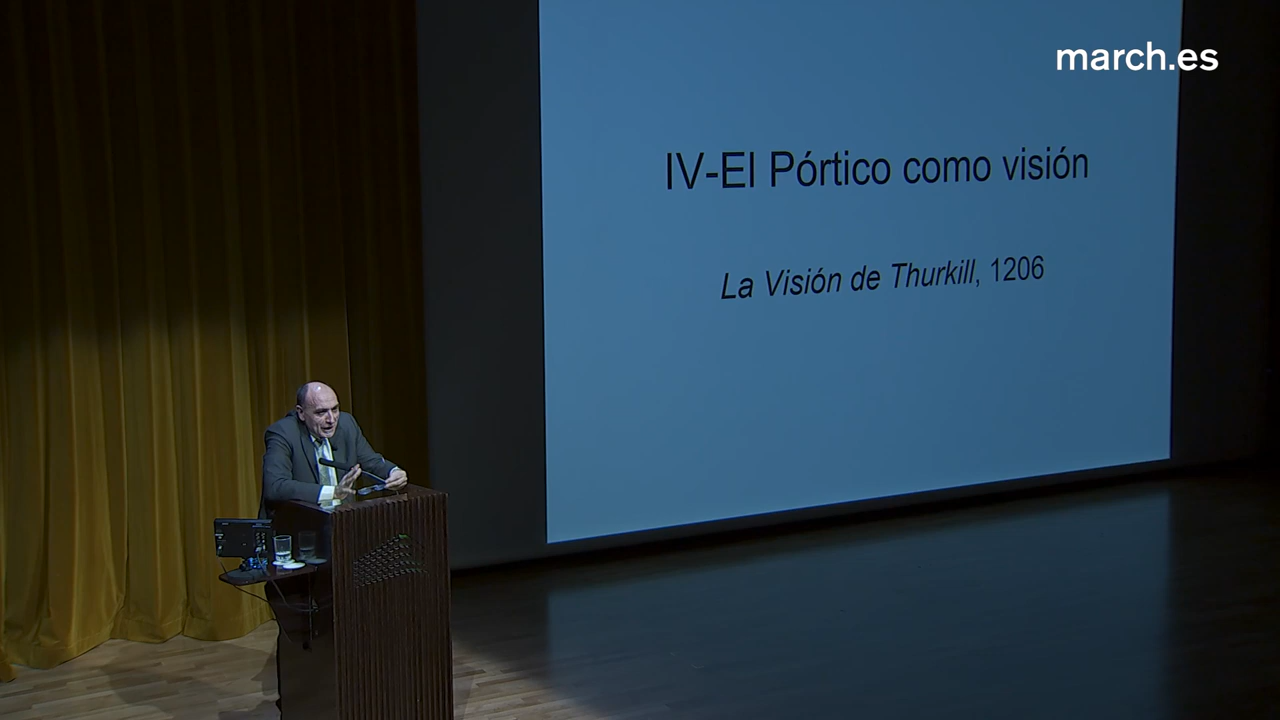 march.es
IV-El Pórtico como visión
La Visión de Thurkill, 1206